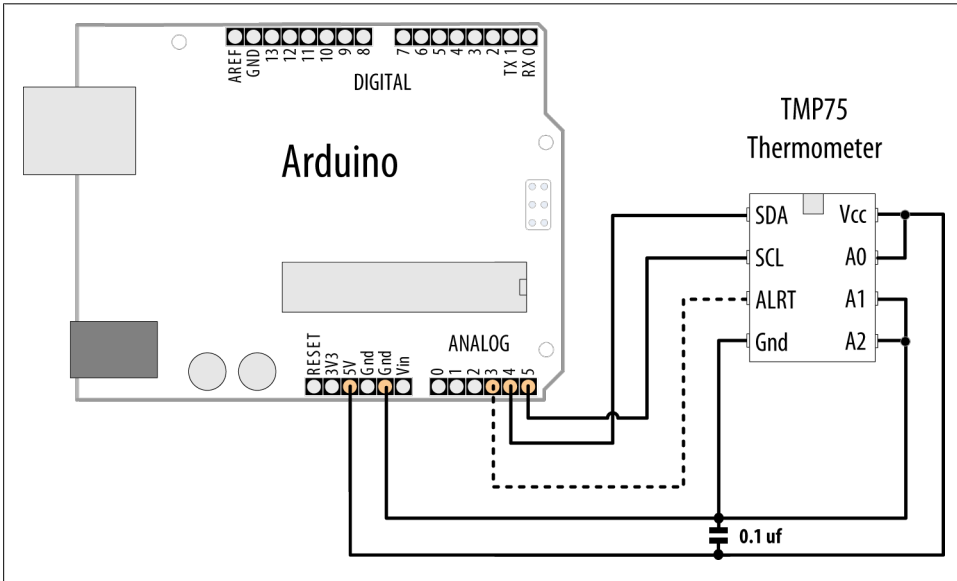 AREF
GND
13
12
11
10
9
8
7
6
5
4
3
2
TX 1
RX 0
DIGITAL
Arduino
TMP75
Thermometer
SDA
Vcc
SCL
A0
ALRT
A1
Gnd
A2
ANALOG
RESET
3V3
5V
Gnd
Gnd
Vin
0
1
2
3
4
5
0.1 uf